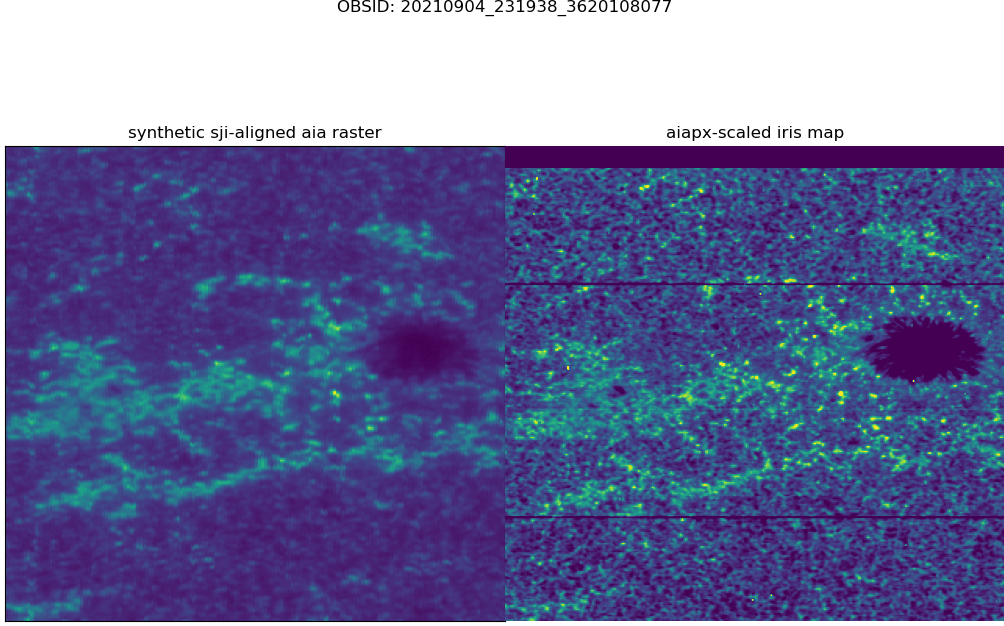 OBSID: 20210904_231938_3620108077
synthetic sji-aligned aia raster
aiapx-scaled iris map